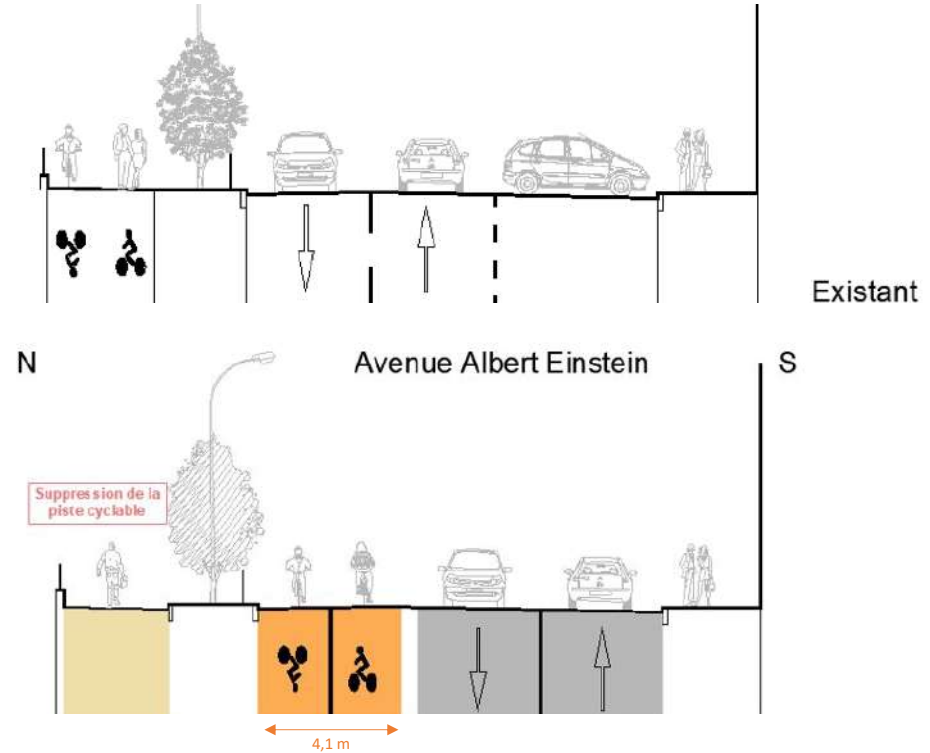 Existant
N
Avenue Albert Einstein
S
Suppression de la
piste cyclable
4,1 m